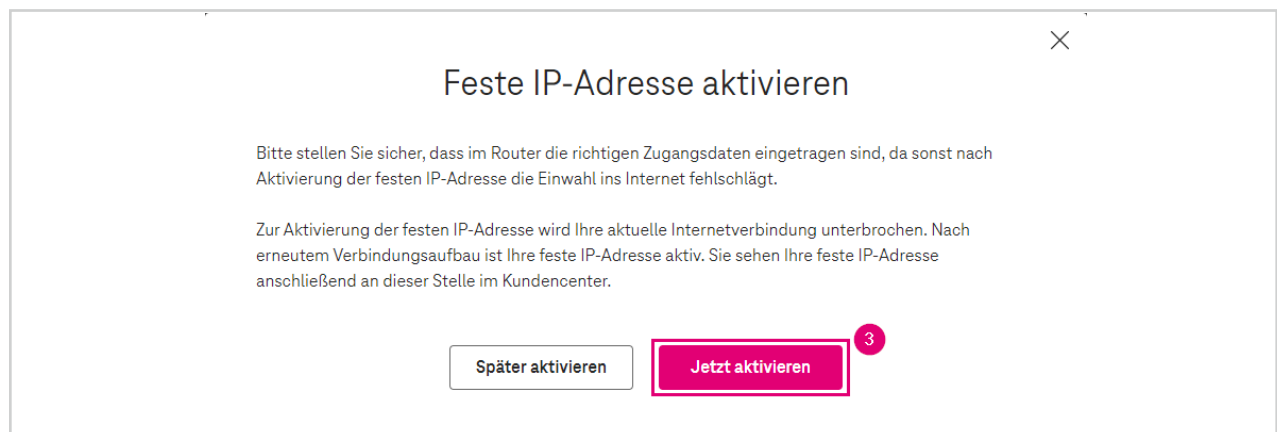 Feste IP-Adresse aktivieren
Bitte stellen Sie sicher, dass im Router die richtigen Zugangsdaten eingetragen sind, da sonst nach
Aktivierung der festen IP-Adresse die Einwahl ins Internet fehlschlägt.
Zur Aktivierung der festen IP-Adresse wird Ihre aktuelle Internetverbindung unterbrochen. Nach
erneutem Verbindungsaufbau ist Ihre feste IP-Adresse aktiv. Sie sehen Ihre feste IP-Adresse
anschließend an dieser Stelle im Kundencenter.
3
Später aktivieren
Jetzt aktivieren